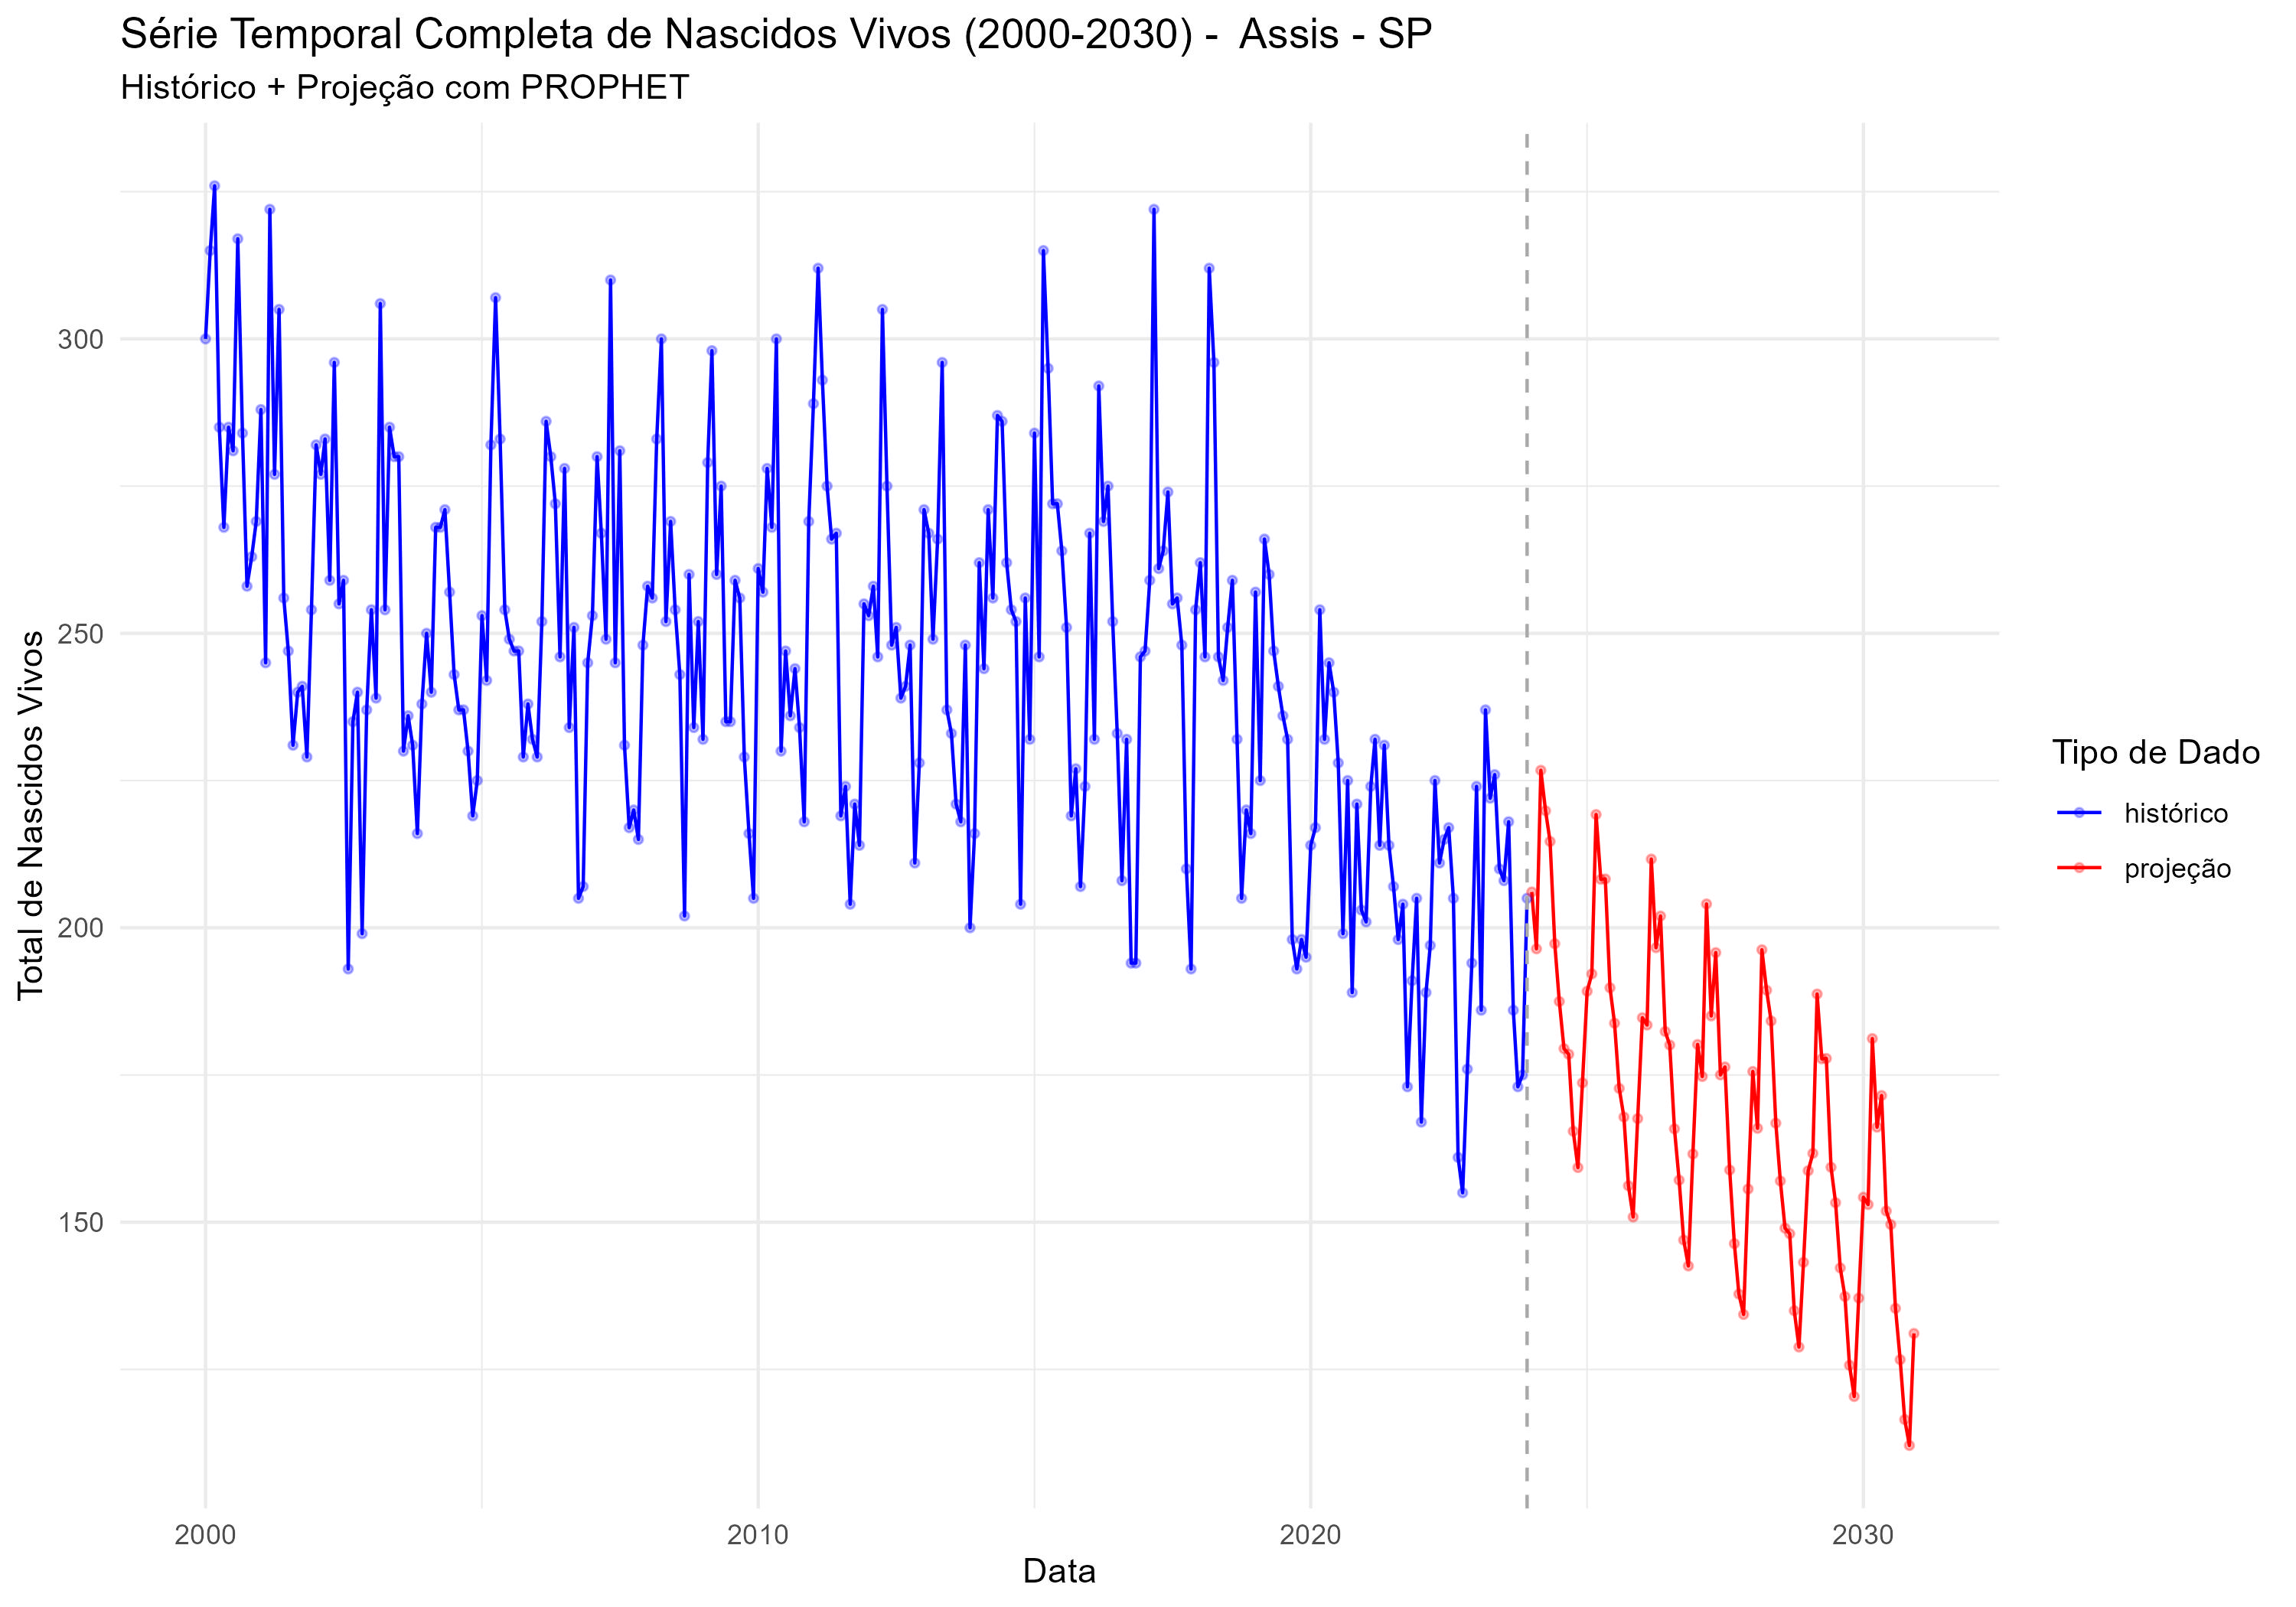 Série Temporal Completa de Nascidos Vivos (2000-2030) -  Assis - SP
Histórico + Projeção com PROPHET
Total de Nascidos Vivos
300
250
200
150
2000
2010
2020
2030
Data
Tipo de Dado
histórico
projeção